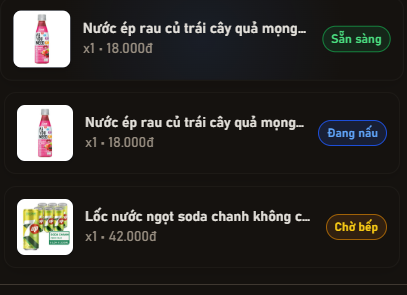 Nước ép rau củ trái cây quả mọng...
x1 • 18.000đ
Sẵn sàng
Nước ép rau củ trái cây quả mọng...
x1 • 18.000đ
Đang nấu
Lốc nước ngọt soda chanh không c...
x1 • 42.000đ
Chờ bếp